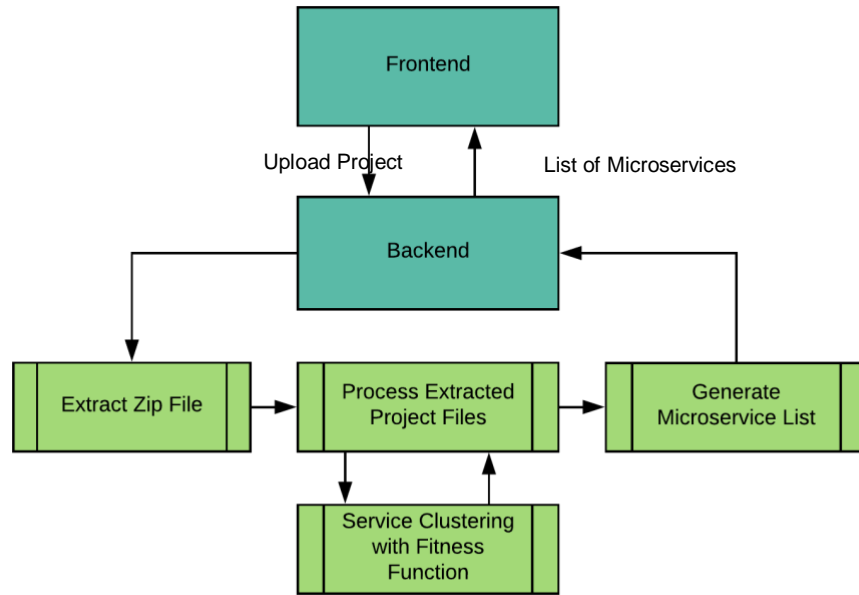 Frontend
Upload Project
List of Microservices
Backend
Extract Zip File
Process Extracted
Project Files
Generate
Microservice List
Service Clustering
with Fitness
Function